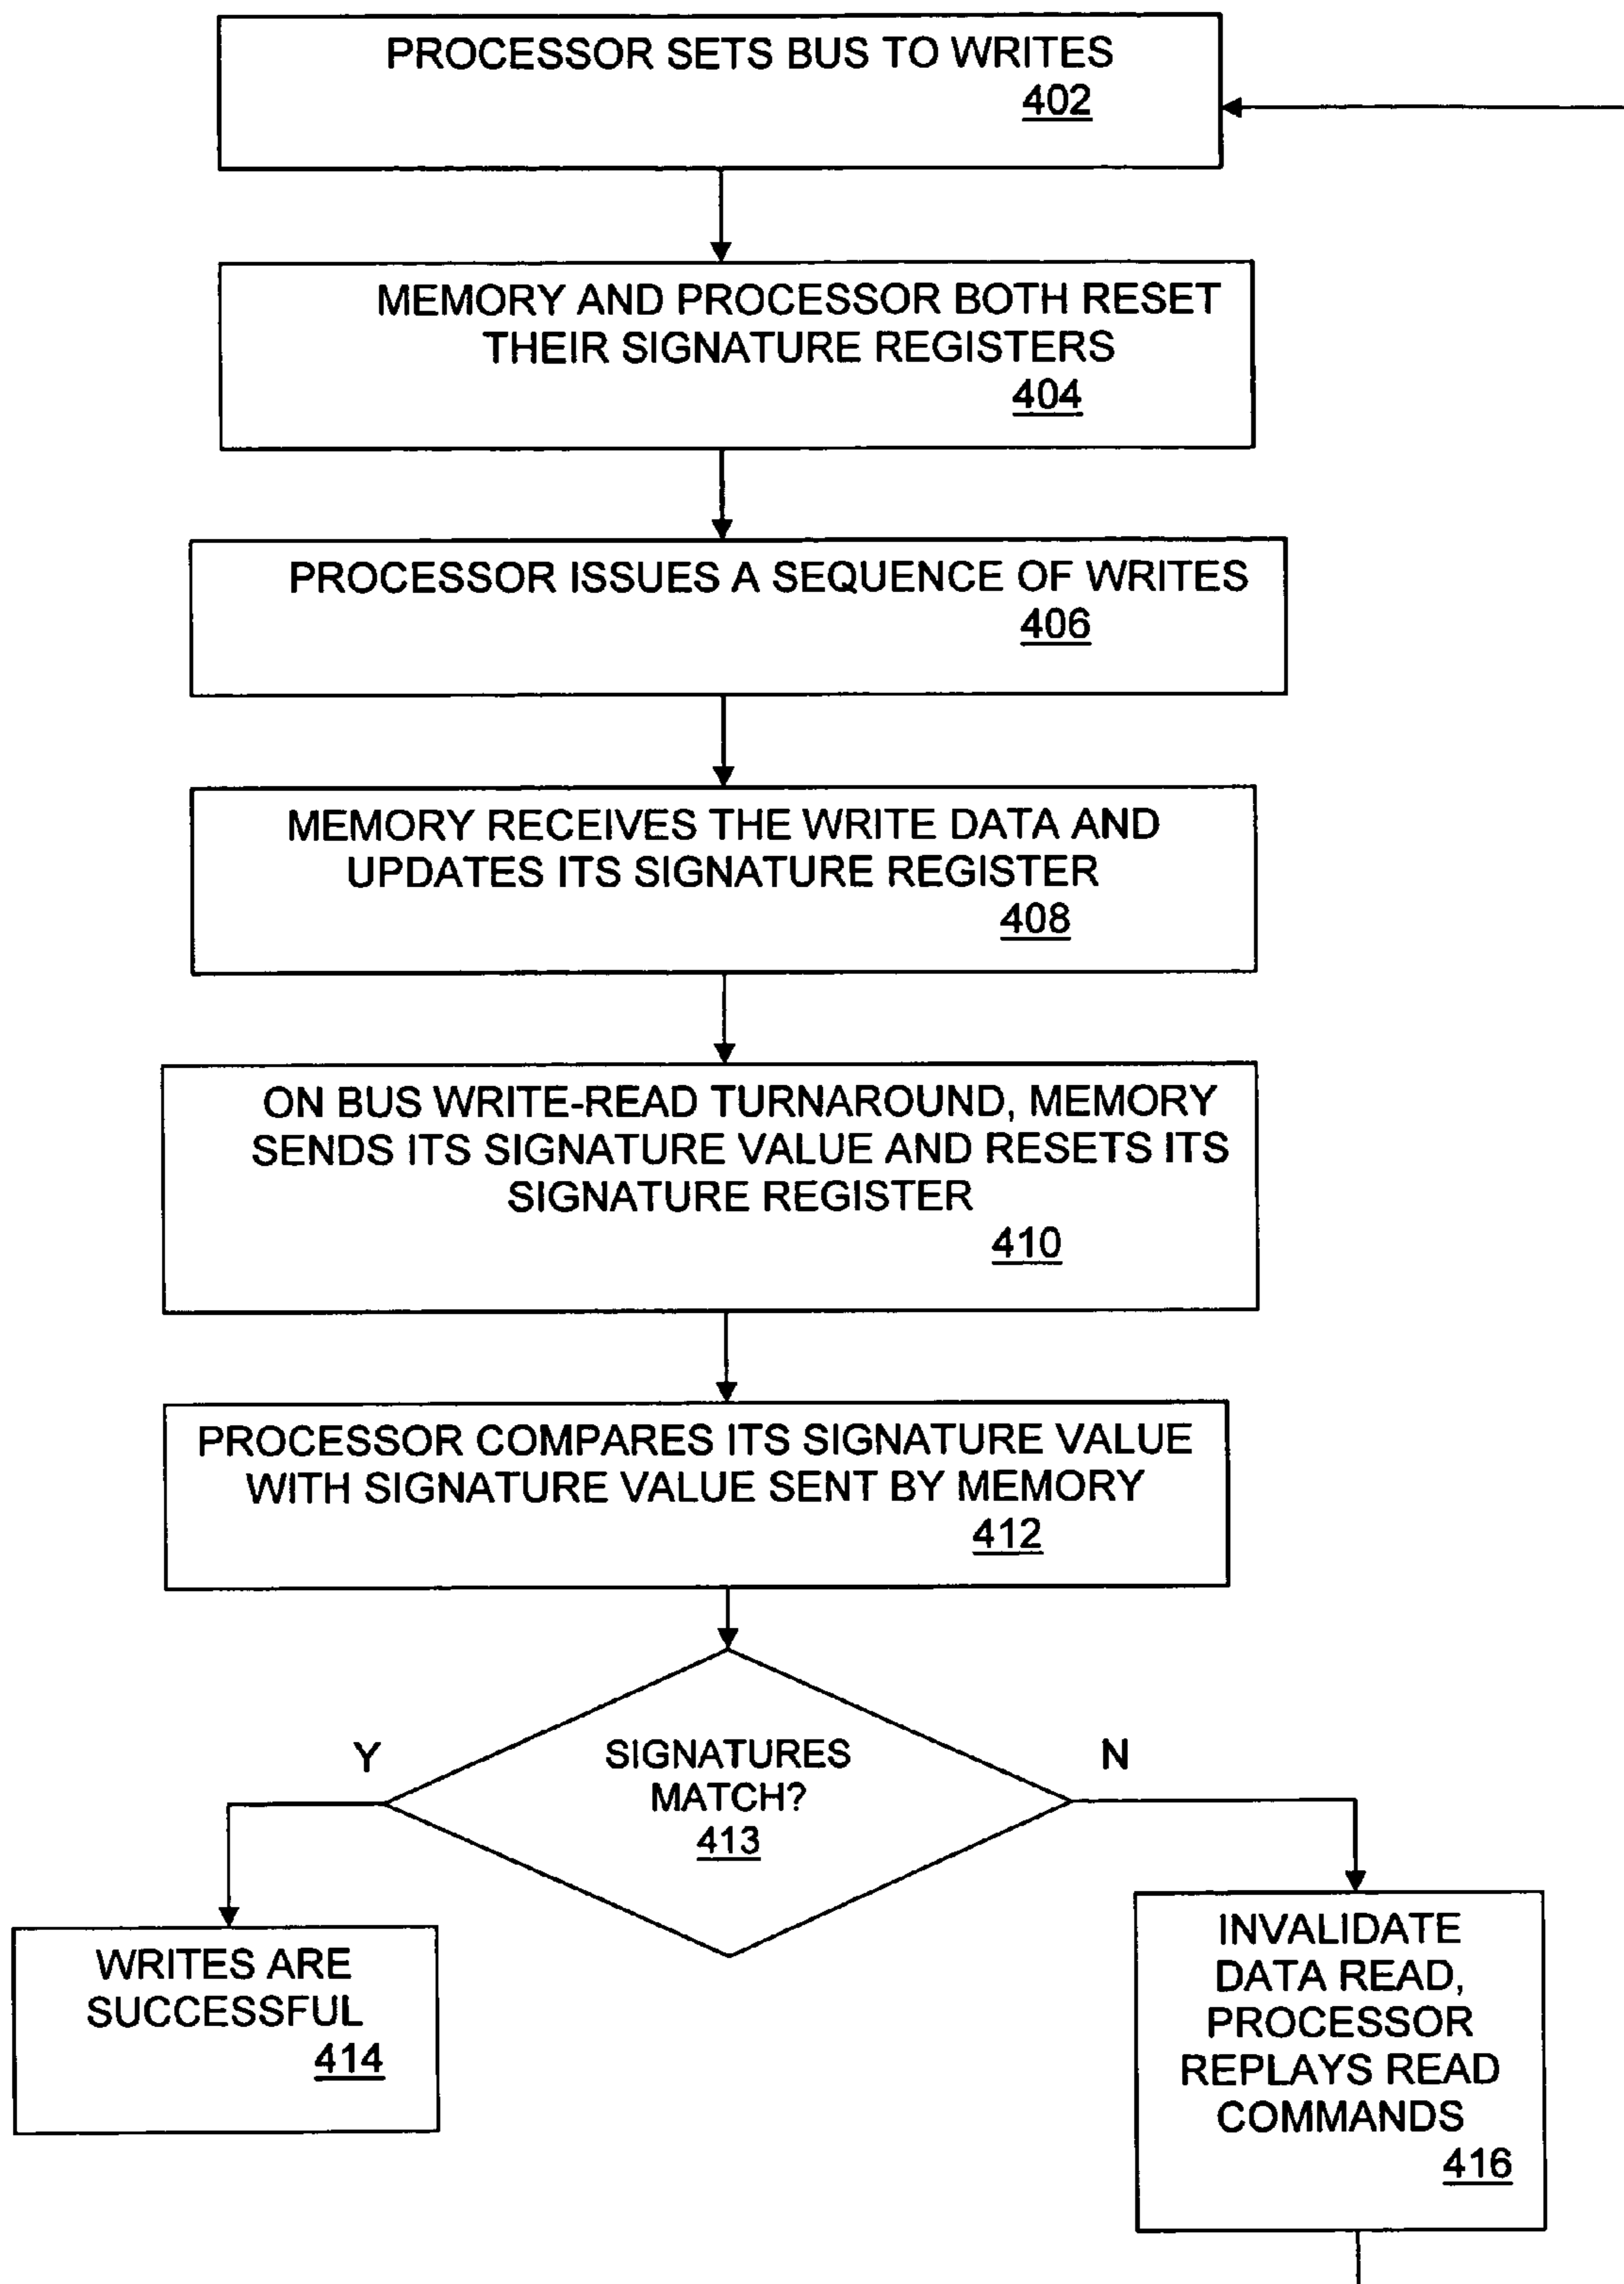 PROCESSOR SETS BUS TO WRITES
402
MEMORY AND PROCESSOR BOTH RESET
THEIR SIGNATURE REGISTERS
404
PROCESSOR ISSUES A SEQUENCE OF WRITES
406
MEMORY RECEIVES THE WRITE DATA AND
UPDATES ITS SIGNATURE REGISTER
408
ON BUS WRITE-READ TURNAROUND, MEMORY
SENDS ITS SIGNATURE VALUE AND RESETS ITS
SIGNATURE REGISTER
410
PROCESSOR COMPARES ITS SIGNATURE VALUE
WITH SIGNATURE VALUE SENT BY MEMORY
412
Y
N
SIGNATURES
MATCH?
413
WRITES ARE
SUCCESSFUL
414
INVALIDATE
DATA READ,
PROCESSOR
REPLAYS READ
COMMANDS
416